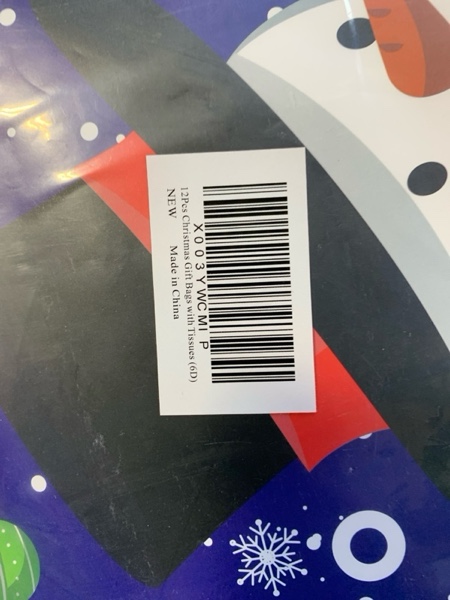 X003YWCMIP
12Pcs Christmas Gift Bags with Tissues (6D)
NEW Made in China